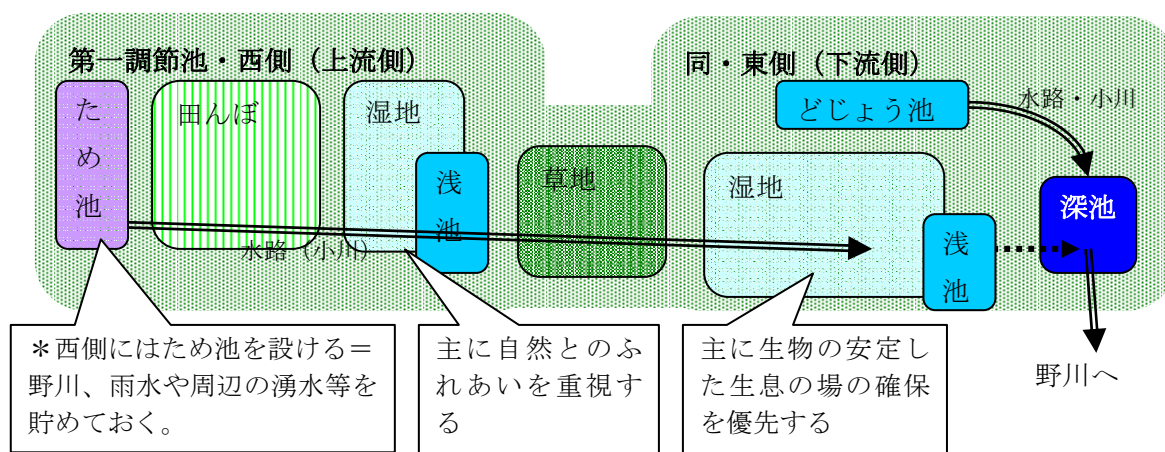 第一調節池・西側（上流側）
ため池
田んぼ
湿地
浅池
水路（小川）
草地
同・東側（下流側）
どじょう池
水路・小川
湿地
浅池
深池
野川へ
＊西側にはため池を設ける＝
野川、雨水や周辺の湧水等を
貯めておく。
主に自然とのふ
れあいを重視す
る
主に生物の安定し
た生息の場の確保
を優先する